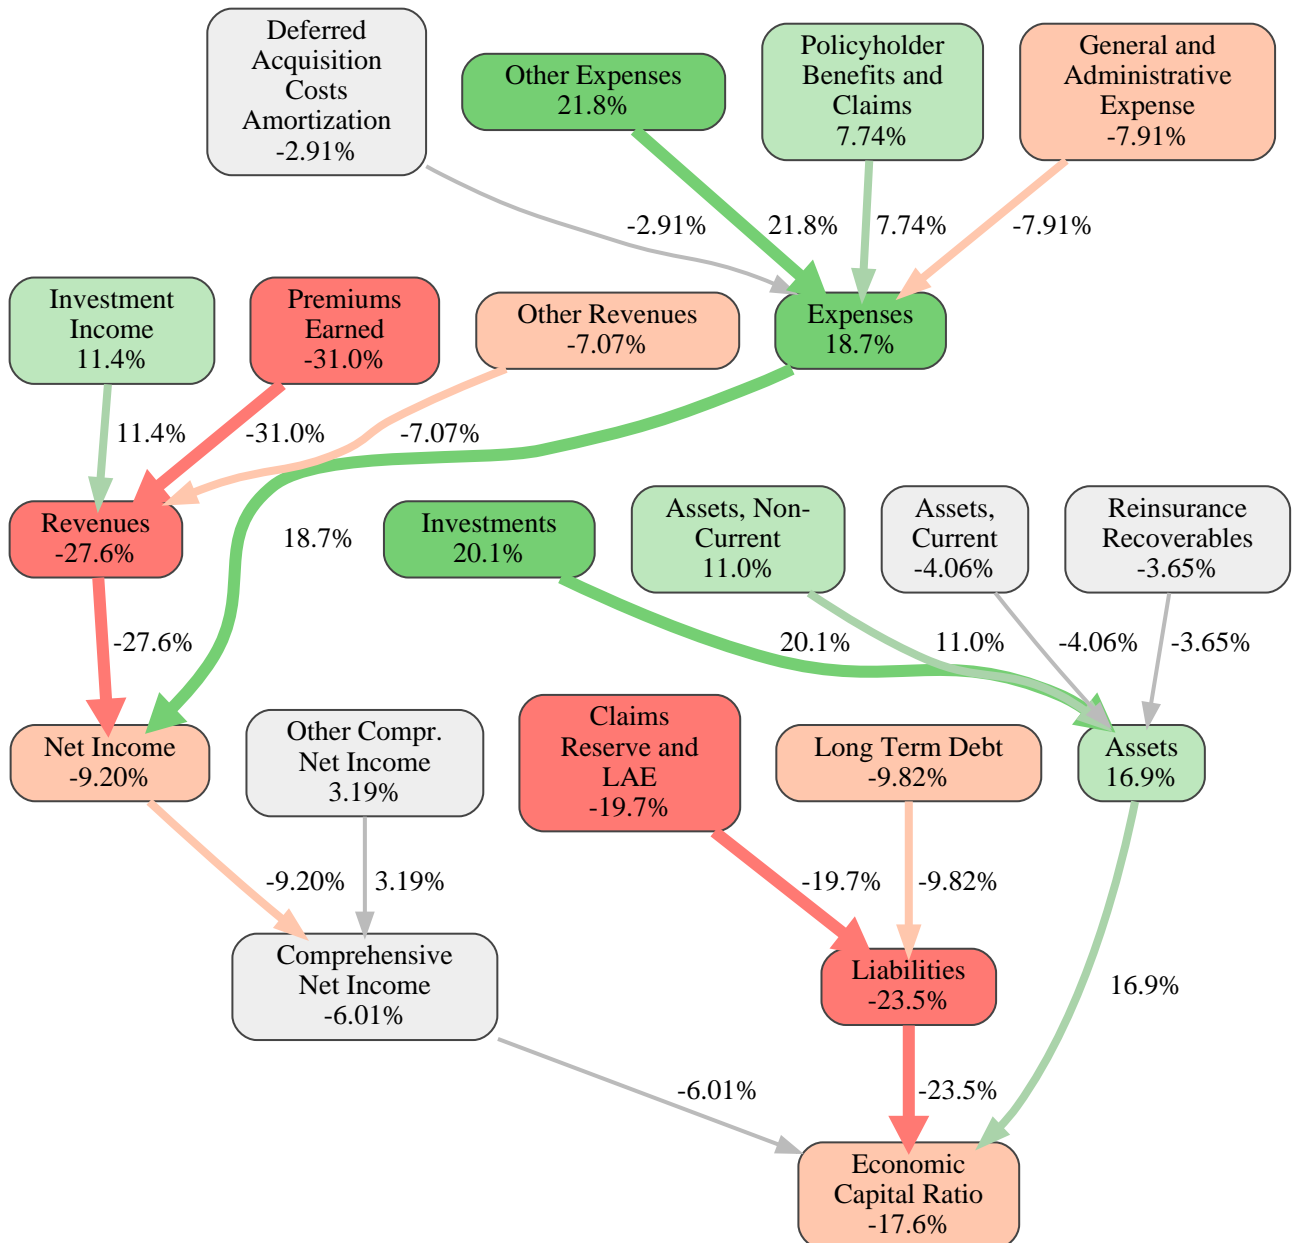 Deferred
Acquisition
Costs
Amortization
-2.91%
Other Expenses
21.8%
Policyholder
Benefits and
Claims
7.74%
General and
Administrative
Expense
-7.91%
-2.91%
21.8%
7.74%
-7.91%
Investment
Income
11.4%
Premiums
Earned
-31.0%
Other Revenues
-7.07%
Expenses
18.7%
11.4%
-31.0%
-7.07%
Revenues
-27.6%
18.7%
Investments
20.1%
Assets, Non-
Current
11.0%
Assets,
Current
-4.06%
Reinsurance
Recoverables
-3.65%
-27.6%
20.1%
11.0%
-4.06%
-3.65%
Net Income
-9.20%
Other Compr.
Net Income
3.19%
Claims
Reserve and
LAE
-19.7%
Long Term Debt
-9.82%
Assets
16.9%
-9.20%
3.19%
-19.7%
-9.82%
Comprehensive
Net Income
-6.01%
Liabilities
-23.5%
16.9%
-6.01%
-23.5%
Economic
Capital Ratio
-17.6%